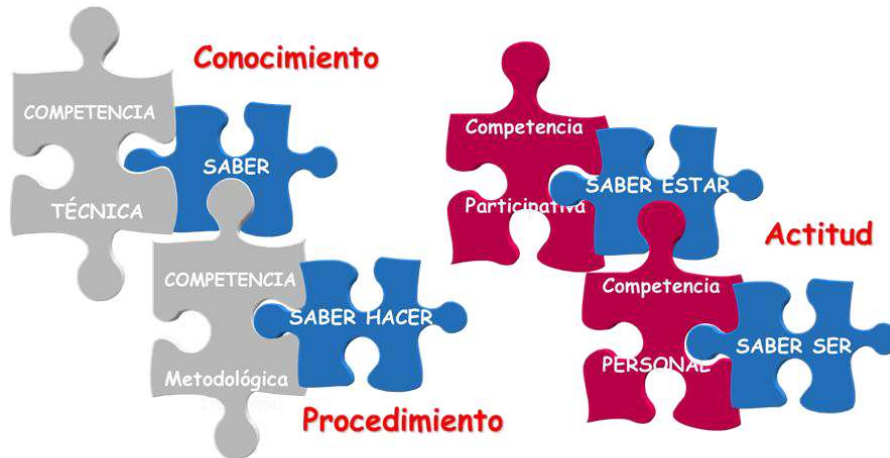 Conocimiento
COMPETENCIA
TÉCNICA
SABER
COMPETENCIA
Metodológica
SABER HACER
Procedimiento
Competencia
Participativa
SABER ESTAR
Actitud
Competencia
PERSONAL
SABER SER